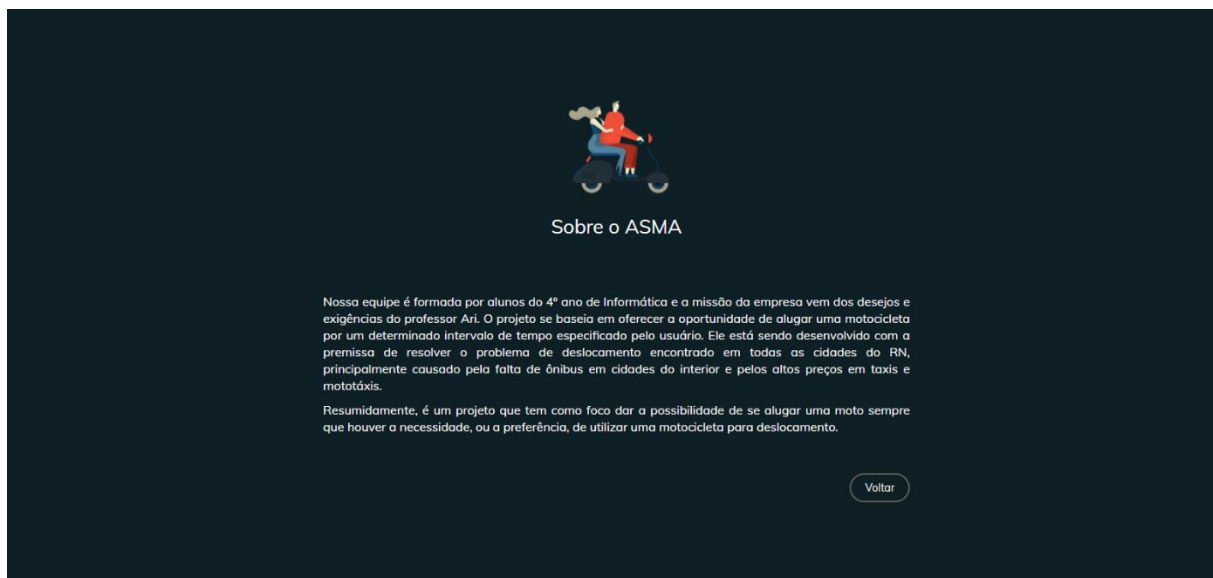 Sobre o ASMA
Nossa equipe é formada por alunos do 4º ano de Informática e a missão da empresa vem dos desejos e
exigências do professor Ari. O projeto se baseia em oferecer a oportunidade de alugar uma motocicleta
por um determinado intervalo de tempo especificado pelo usuário. Ele está sendo desenvolvido com a
premissa de resolver o problema de deslocamento encontrado em todas as cidades do RN,
principalmente causado pela falta de ônibus em cidades do interior e pelos altos preços em taxis e
mototáxis.
Resumidamente, é um projeto que tem como foco dar a possibilidade de se alugar uma moto sempre
que houver a necessidade, ou a preferência, de utilizar uma motocicleta para deslocamento.
Voltar